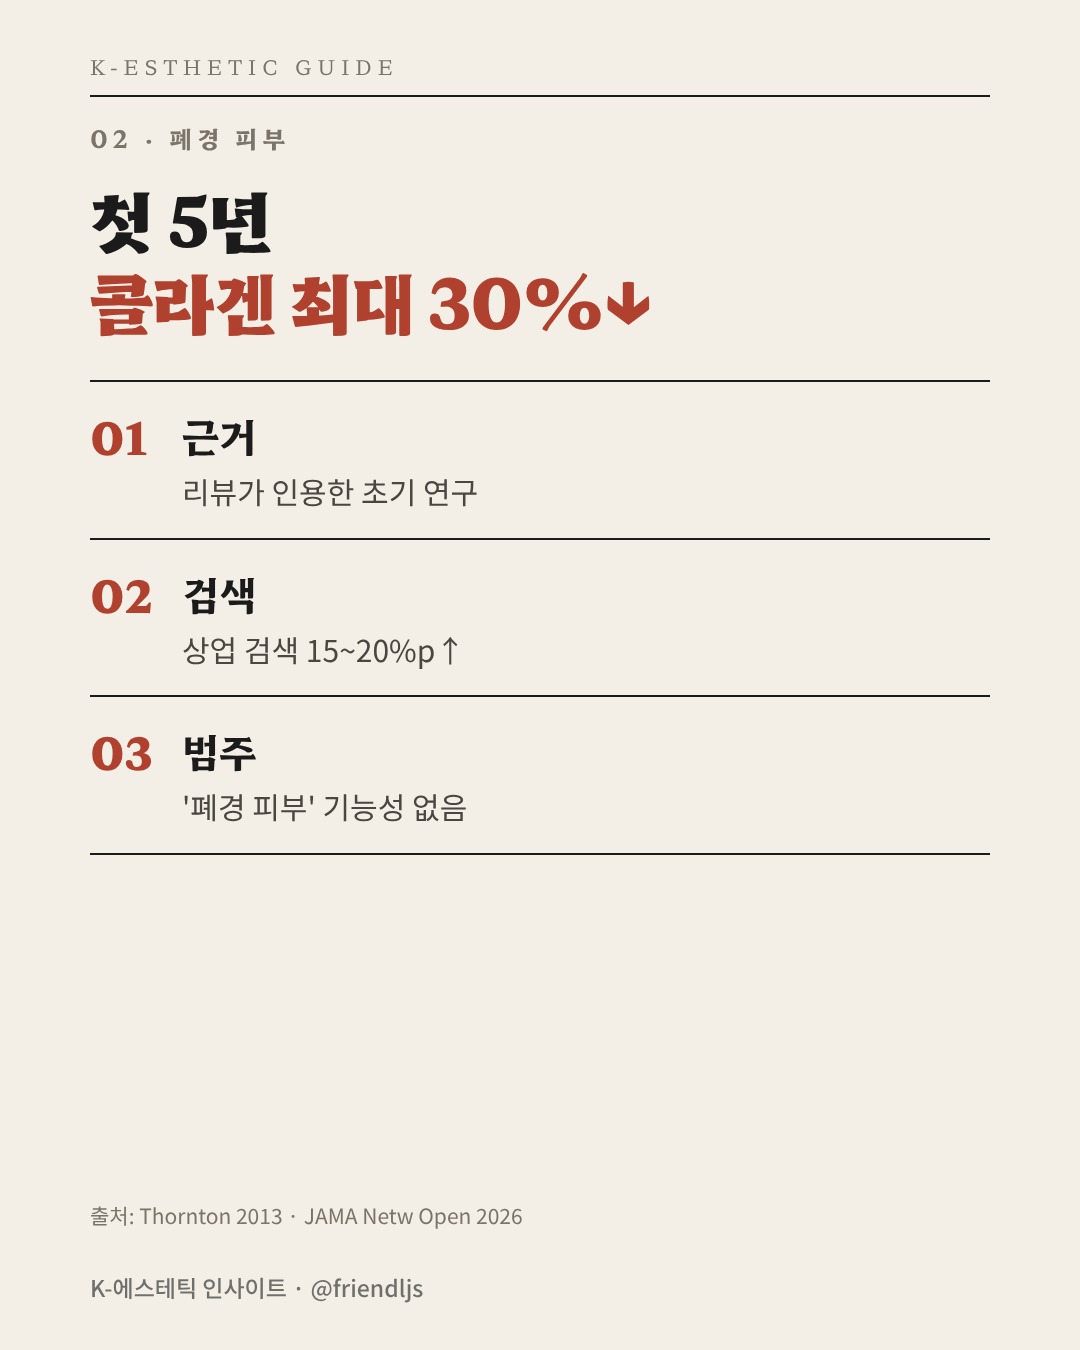 K-ESTHETIC GUIDE
02 · 폐경 피부
첫 5년
콜라겐 최대 30%↓
01 근거
리뷰가 인용한 초기 연구
02 검색
상업 검색 15~20%p↑
03 범주
'폐경 피부' 기능성 없음
출처: Thornton 2013 · JAMA Netw Open 2026
K-에스테틱 인사이트 · @friendljs